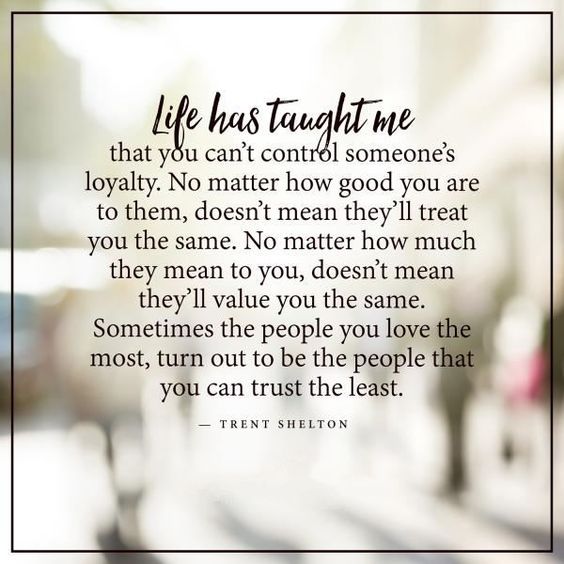 Life has taught me
that you can't control someone's
loyalty. No matter how good you are
to them, doesn't mean they'll treat
you the same. No matter how much
they mean to you, doesn't mean
they'll value you the same.
Sometimes the people you love the
most, turn out to be the people that
you can trust the least.
— TRENT SHELTON